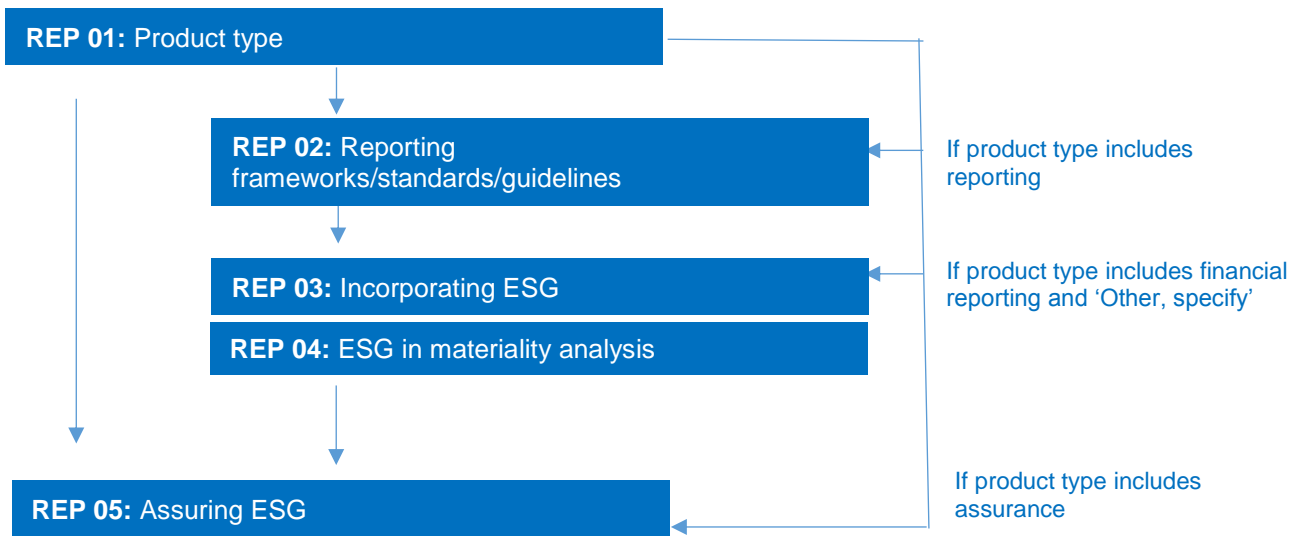 REP 01: Product type
REP 02: Reporting
frameworks/standards/guidelines
If product type includes
reporting
REP 03: Incorporating ESG
If product type includes financial
reporting and ‘Other, specify’
REP 04: ESG in materiality analysis
REP 05: Assuring ESG
If product type includes
assurance